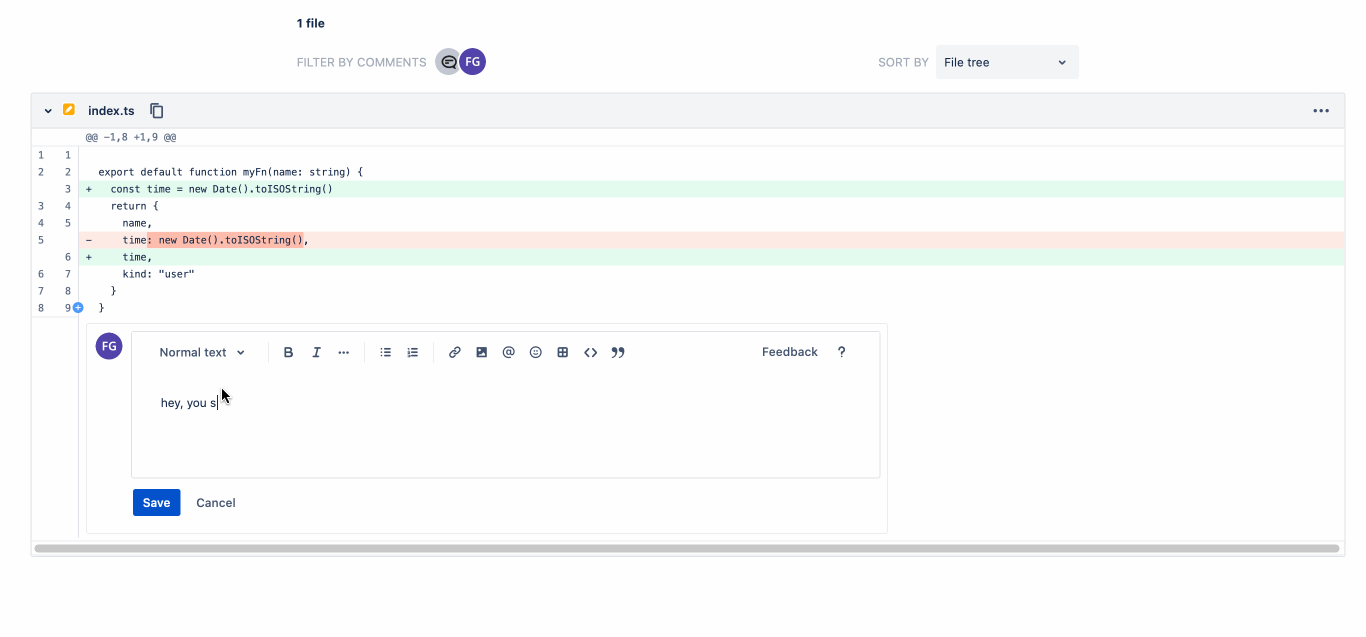 1 file
FILTER BY COMMENTS FG SORT BY File tree
index.ts
@@ -1,8 +1,9 @@
1 1
2 2 export default function myFn(name: string) {
3 + const time = new Date().toISOString()
3 4 return {
4 5 name,
5 - time: new Date().toISOString(),
6 + time,
6 7 kind: "user"
7 8 }
8 9 }
FG Normal text B I ··· @ <> Feedback ?
hey, you s
Save Cancel